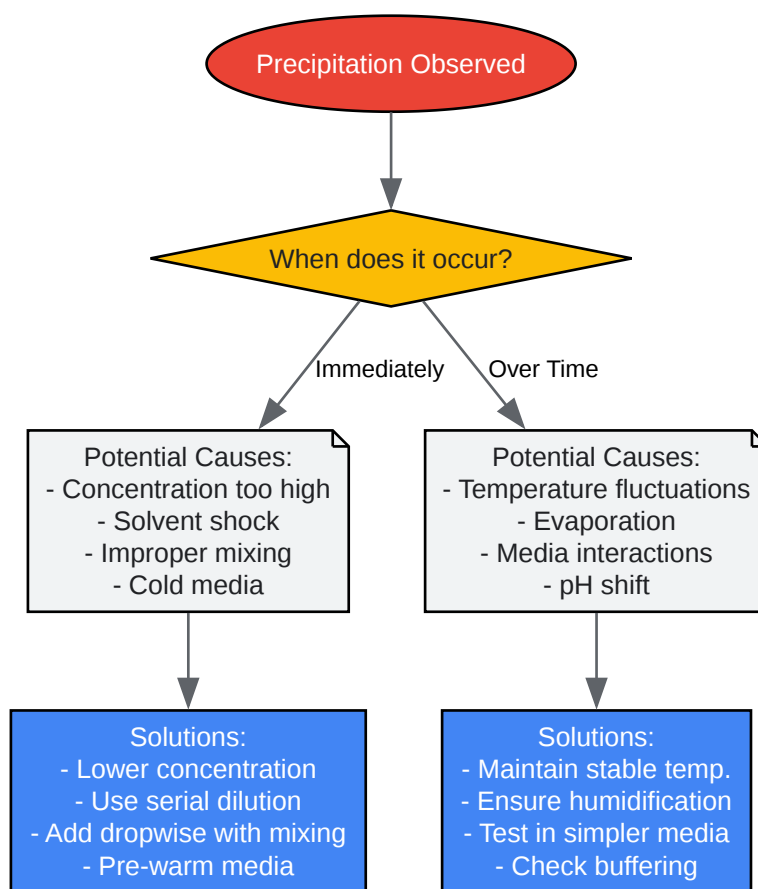 Precipitation Observed
When does it occur?
Immediately
Over Time
Potential Causes:
- Concentration too high
- Solvent shock
- Improper mixing
- Cold media
Potential Causes:
- Temperature fluctuations
- Evaporation
- Media interactions
- pH shift
Solutions:
- Lower concentration
- Use serial dilution
- Add dropwise with mixing
- Pre-warm media
Solutions:
- Maintain stable temp.
- Ensure humidification
- Test in simpler media
- Check buffering